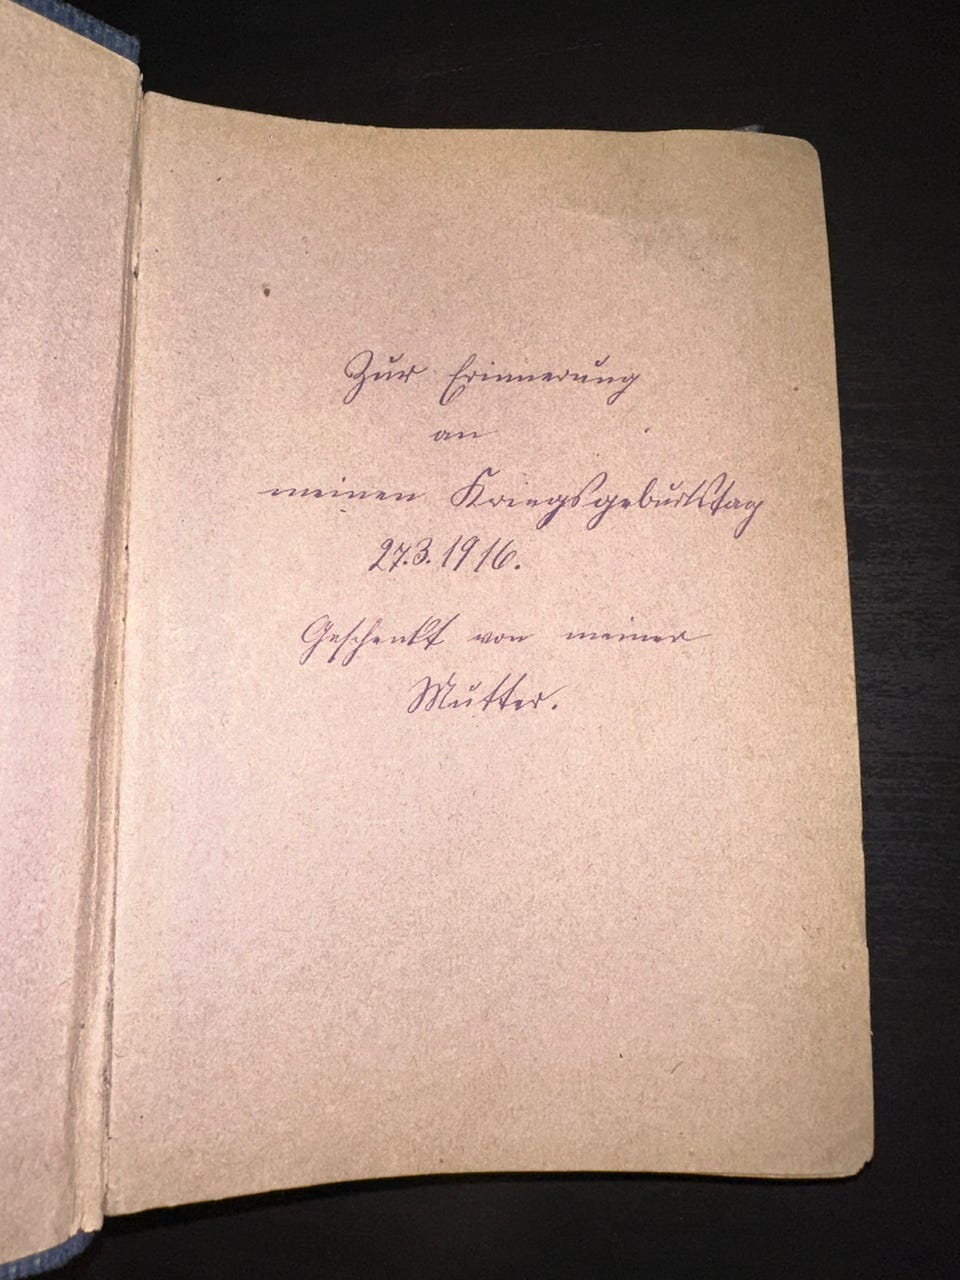 Zur Erinnerung
an
meinen Kriegsgeburtstag
27.3.1916.
Geschenkt von meiner
Mutter.